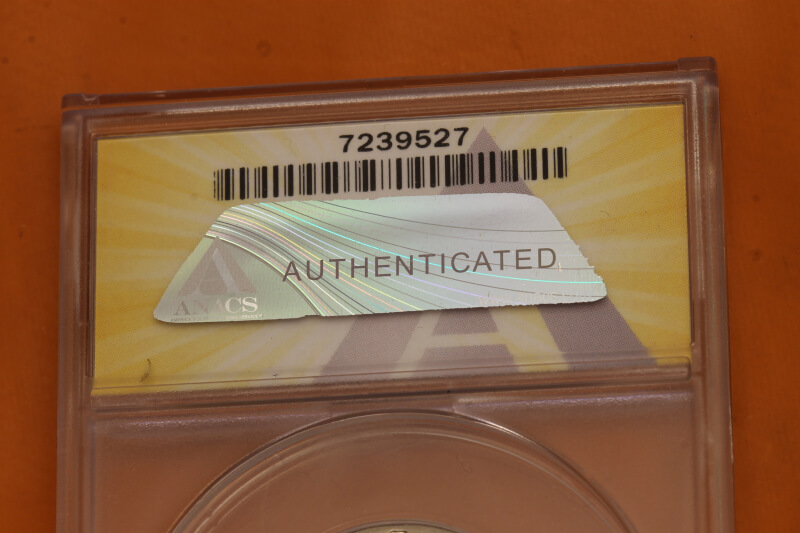 7239527
AUTHENTICATED
ANACS